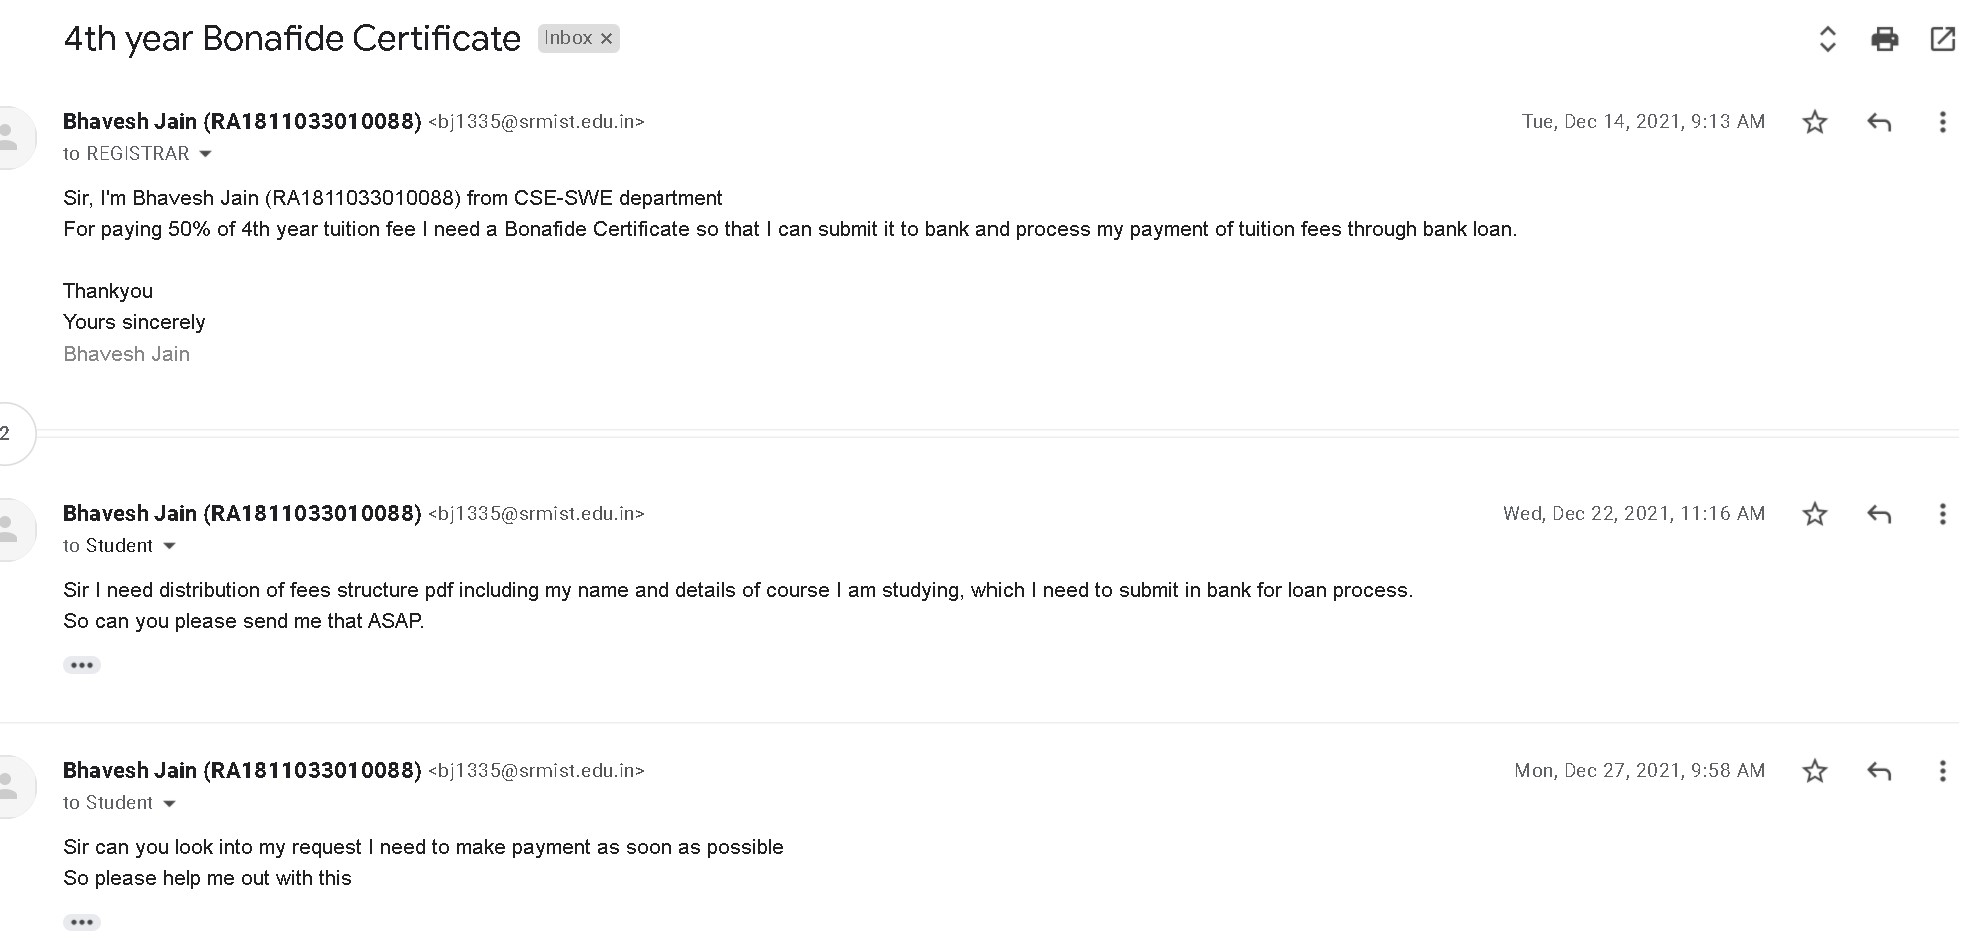 4th year Bonafide Certificate Inbox ×
Bhavesh Jain (RA1811033010088) <bj1335@srmist.edu.in> Tue, Dec 14, 2021, 9:13 AM
to REGISTRAR
Sir, I'm Bhavesh Jain (RA1811033010088) from CSE-SWE department
For paying 50% of 4th year tuition fee I need a Bonafide Certificate so that I can submit it to bank and process my payment of tuition fees through bank loan.
Thankyou
Yours sincerely
Bhavesh Jain
2
Bhavesh Jain (RA1811033010088) <bj1335@srmist.edu.in> Wed, Dec 22, 2021, 11:16 AM
to Student
Sir I need distribution of fees structure pdf including my name and details of course I am studying, which I need to submit in bank for loan process.
So can you please send me that ASAP.
Bhavesh Jain (RA1811033010088) <bj1335@srmist.edu.in> Mon, Dec 27, 2021, 9:58 AM
to Student
Sir can you look into my request I need to make payment as soon as possible
So please help me out with this